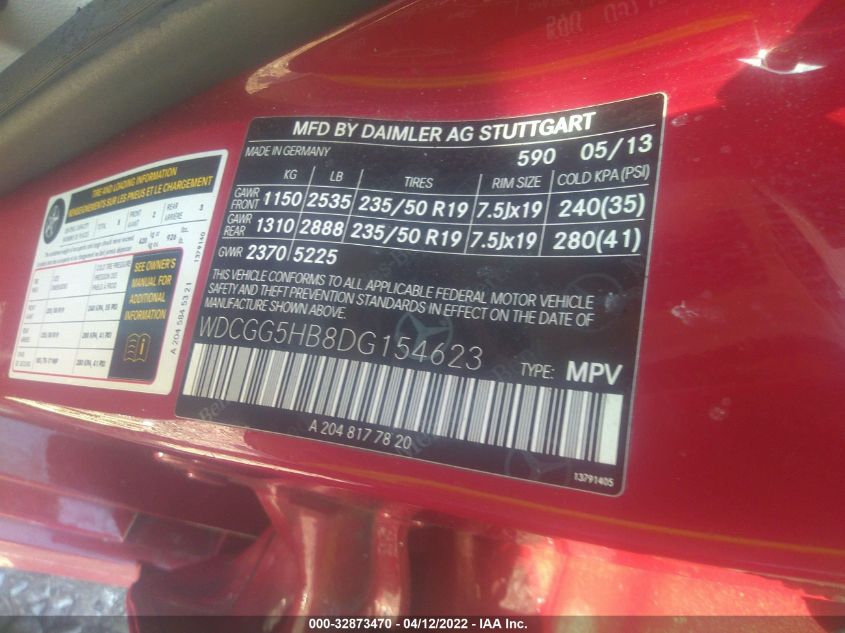 MFD BY DAIMLER AG STUTTGART
MADE IN GERMANY 590 05/13
KG LB TIRES RIM SIZE COLD KPA (PSI)
GAWR FRONT 1150 2535 235/50 R19 7.5Jx19 240(35)
GAWR REAR 1310 2888 235/50 R19 7.5Jx19 280(41)
GVWR 2370 5225
THIS VEHICLE CONFORMS TO ALL APPLICABLE FEDERAL MOTOR VEHICLE
SAFETY AND THEFT PREVENTION STANDARDS IN EFFECT ON THE DATE OF
MANUFACTURE SHOWN ABOVE.
WDCGG5HB8DG154623
TYPE: MPV
A 204 817 78 20
13791405
TIRE AND LOADING INFORMATION
RENSEIGNEMENTS SUR LES PNEUS ET LE CHARGEMENT
SEE OWNER'S
MANUAL FOR
ADDITIONAL
INFORMATION
A 204 584 53 21
1379140
000-32873470 - 04/12/2022 - IAA Inc.